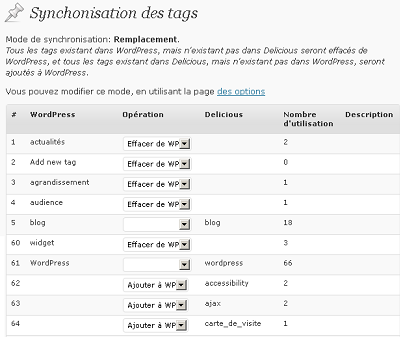 Synchonisation des tags
Mode de synchronisation: Remplacement.
Tous les tags existant dans WordPress, mais n'existant pas dans Delicious seront effacés de
WordPress, et tous les tags existant dans Delicious, mais n'existant pas dans WordPress, seront
ajoutés à WordPress.
Vous pouvez modifier ce mode, en utilisant la page des options
# WordPress Opération Delicious Nombre d'utilisation Description
1 actualités Effacer de WP 2
2 Add new tag Effacer de WP 0
3 agrandissement Effacer de WP 1
4 audience Effacer de WP 1
5 blog blog 18
60 widget Effacer de WP 3
61 WordPress wordpress 66
62 Ajouter à WP accessibility 2
63 Ajouter à WP ajax 2
64 Ajouter à WP carte_de_visite 1